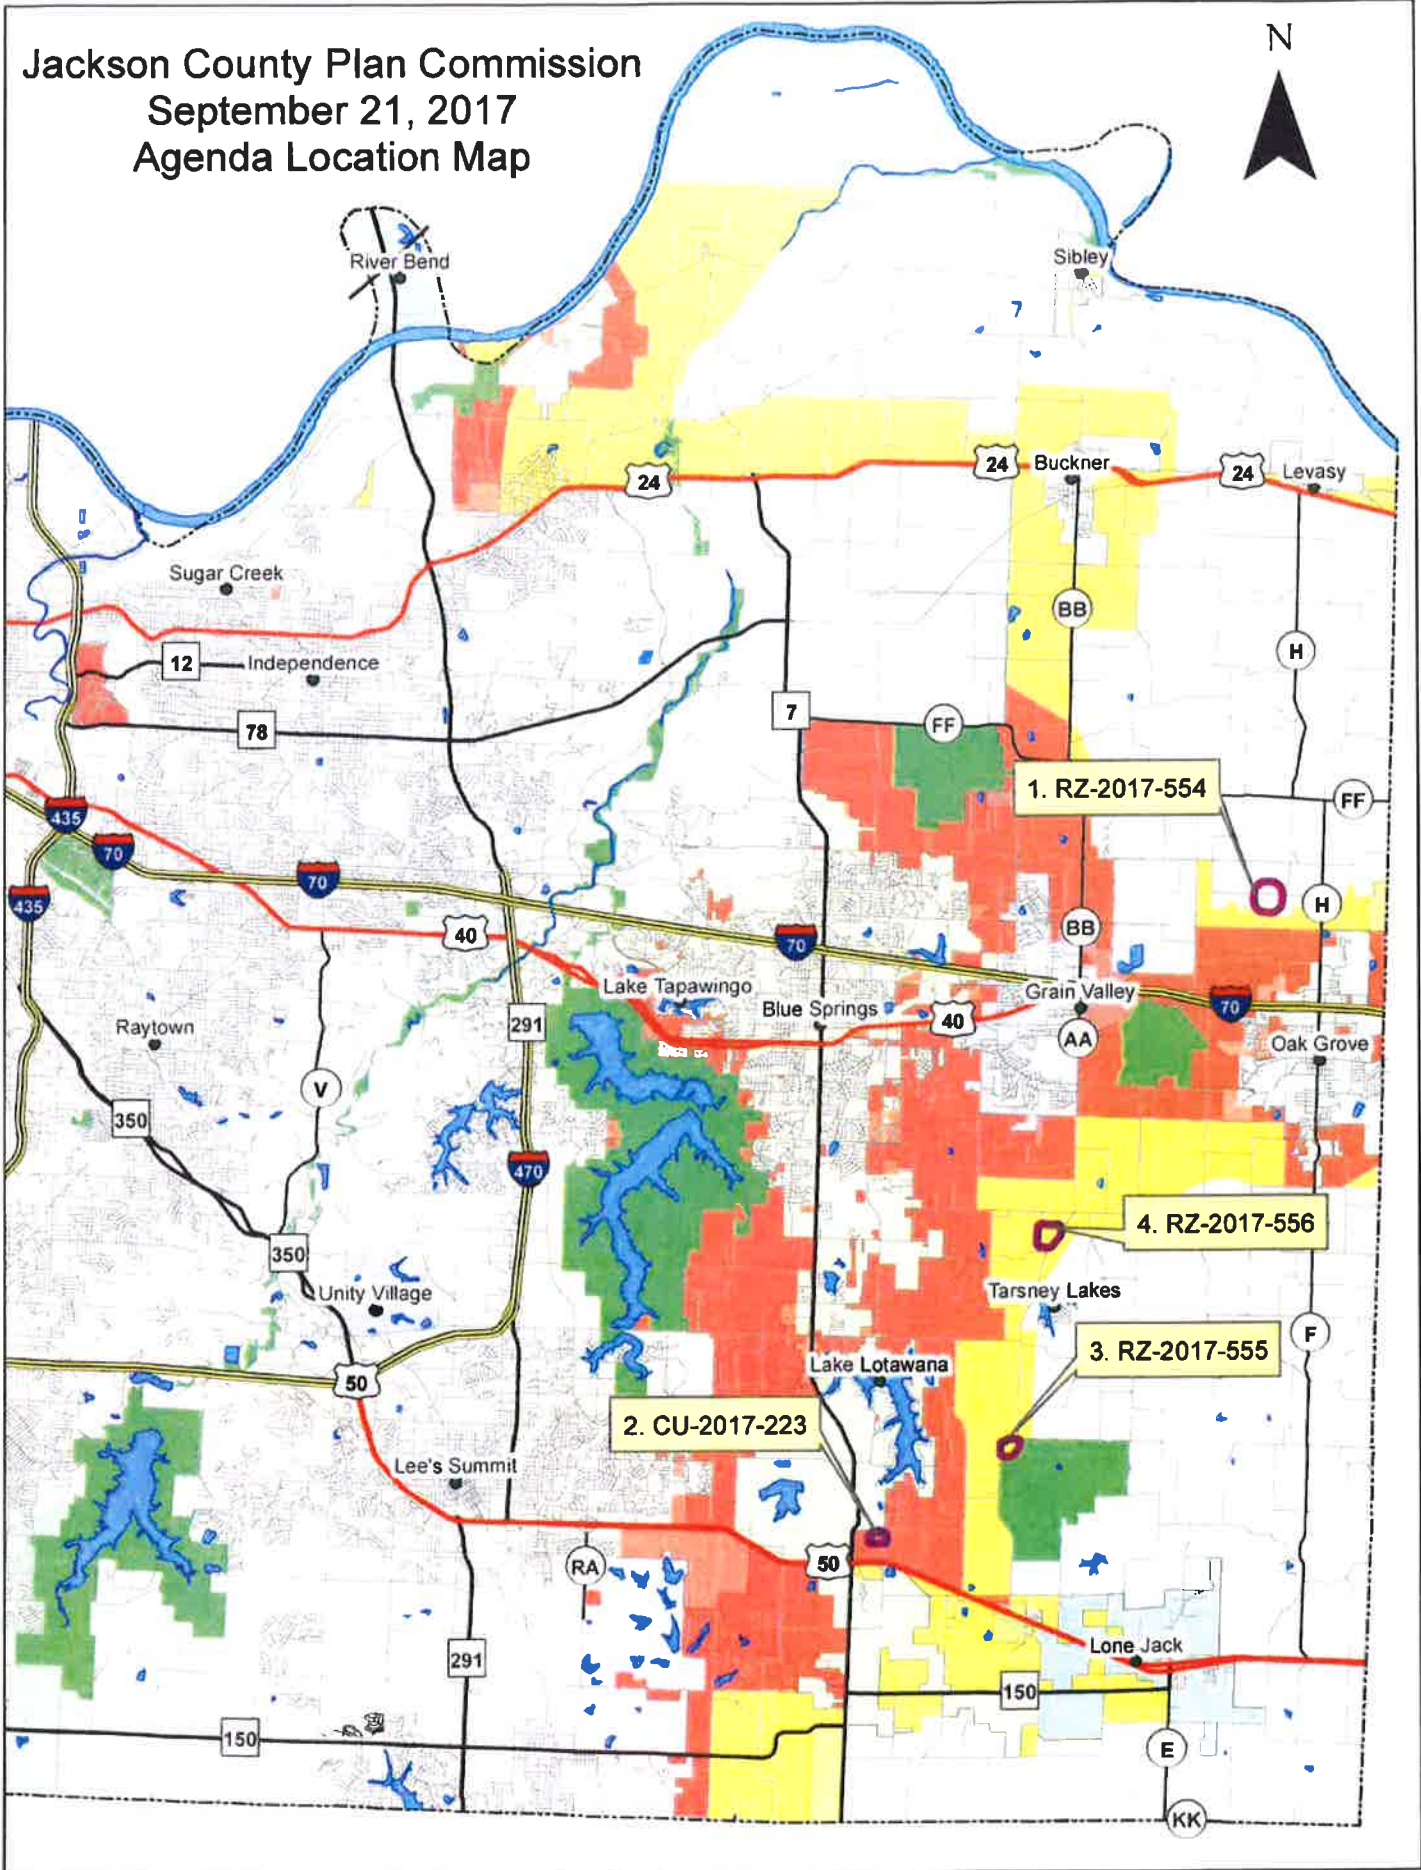 Jackson County Plan Commission
September 21, 2017
Agenda Location Map
N
River Bend
Sibley
24
24
Buckner
24
Levasy
Sugar Creek
BB
12
Independence
H
7
FF
78
1. RZ-2017-554
FF
435
70
70
435
H
40
70
BB
Lake Tapawingo
Grain Valley
Blue Springs
70
291
40
Raytown
AA
Oak Grove
V
350
470
4. RZ-2017-556
350
Unity Village
Tarsney Lakes
F
3. RZ-2017-555
Lake Lotawana
50
2. CU-2017-223
Lee's Summit
50
RA
Lone Jack
291
150
150
E
KK